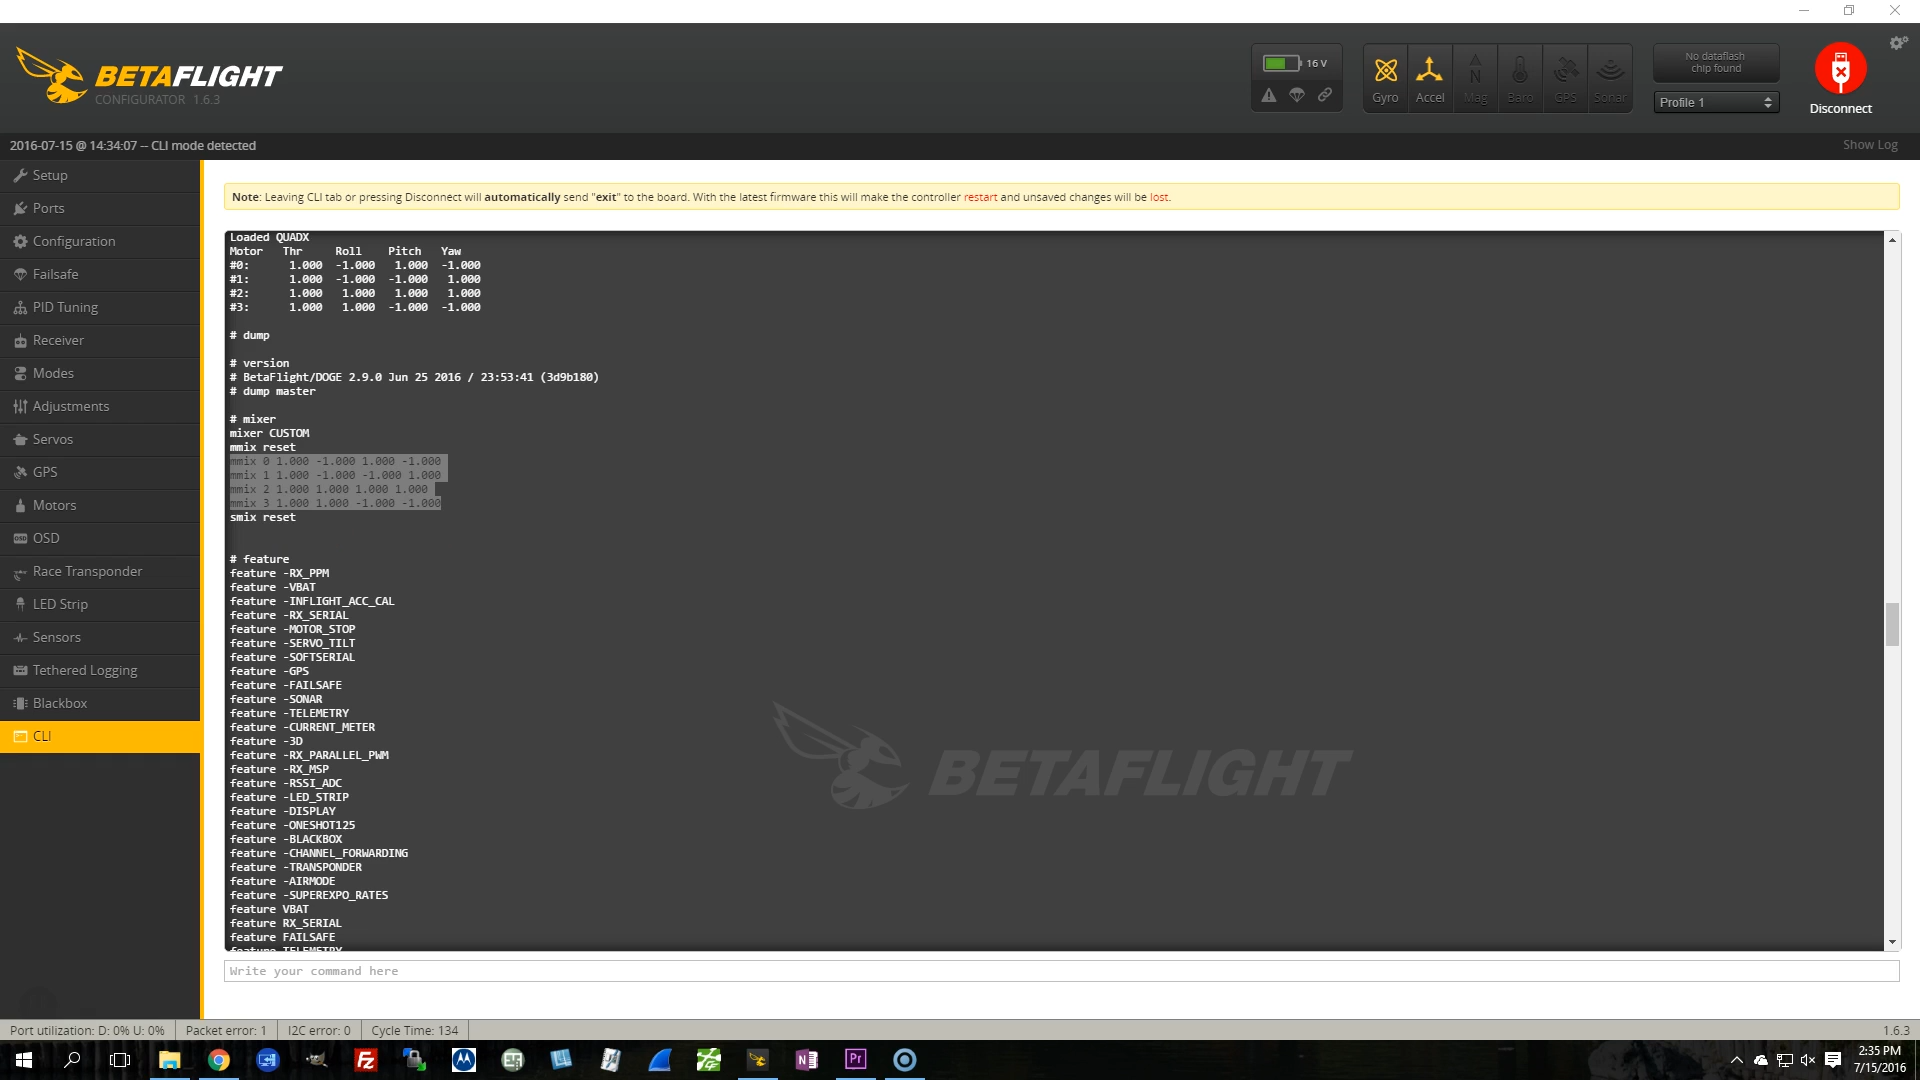 BETAFLIGHT
CONFIGURATOR 1.6.3
16 V
Gyro
Accel
Mag
Baro
GPS
Sonar
No dataflash
chip found
Profile 1
Disconnect
2016-07-15 @ 14:34:07 -- CLI mode detected
Show Log
Setup
Ports
Configuration
Failsafe
PID Tuning
Receiver
Modes
Adjustments
Servos
GPS
Motors
OSD
Race Transponder
LED Strip
Sensors
Tethered Logging
Blackbox
CLI
Note: Leaving CLI tab or pressing Disconnect will automatically send "exit" to the board. With the latest firmware this will make the controller restart and unsaved changes will be lost.
Loaded QUADX
Motor Thr Roll Pitch Yaw
#0: 1.000 -1.000 1.000 -1.000
#1: 1.000 -1.000 -1.000 1.000
#2: 1.000 1.000 1.000 1.000
#3: 1.000 1.000 -1.000 -1.000
# dump
# version
# BetaFlight/DOGE 2.9.0 Jun 25 2016 / 23:53:41 (3d9b180)
# dump master
# mixer
mixer CUSTOM
mmix reset
mmix 0 1.000 -1.000 1.000 -1.000
mmix 1 1.000 -1.000 -1.000 1.000
mmix 2 1.000 1.000 1.000 1.000
mmix 3 1.000 1.000 -1.000 -1.000
smix reset
# feature
feature -RX_PPM
feature -VBAT
feature -INFLIGHT_ACC_CAL
feature -RX_SERIAL
feature -MOTOR_STOP
feature -SERVO_TILT
feature -SOFTSERIAL
feature -GPS
feature -FAILSAFE
feature -SONAR
feature -TELEMETRY
feature -CURRENT_METER
feature -3D
feature -RX_PARALLEL_PWM
feature -RX_MSP
feature -RSSI_ADC
feature -LED_STRIP
feature -DISPLAY
feature -ONESHOT125
feature -BLACKBOX
feature -CHANNEL_FORWARDING
feature -TRANSPONDER
feature -AIRMODE
feature -SUPEREXPO_RATES
feature VBAT
feature RX_SERIAL
feature FAILSAFE
feature TELEMETRY
BETAFLIGHT
Write your command here
Port utilization: D: 0% U: 0%
Packet error: 1
I2C error: 0
Cycle Time: 134
1.6.3
2:35 PM
7/15/2016